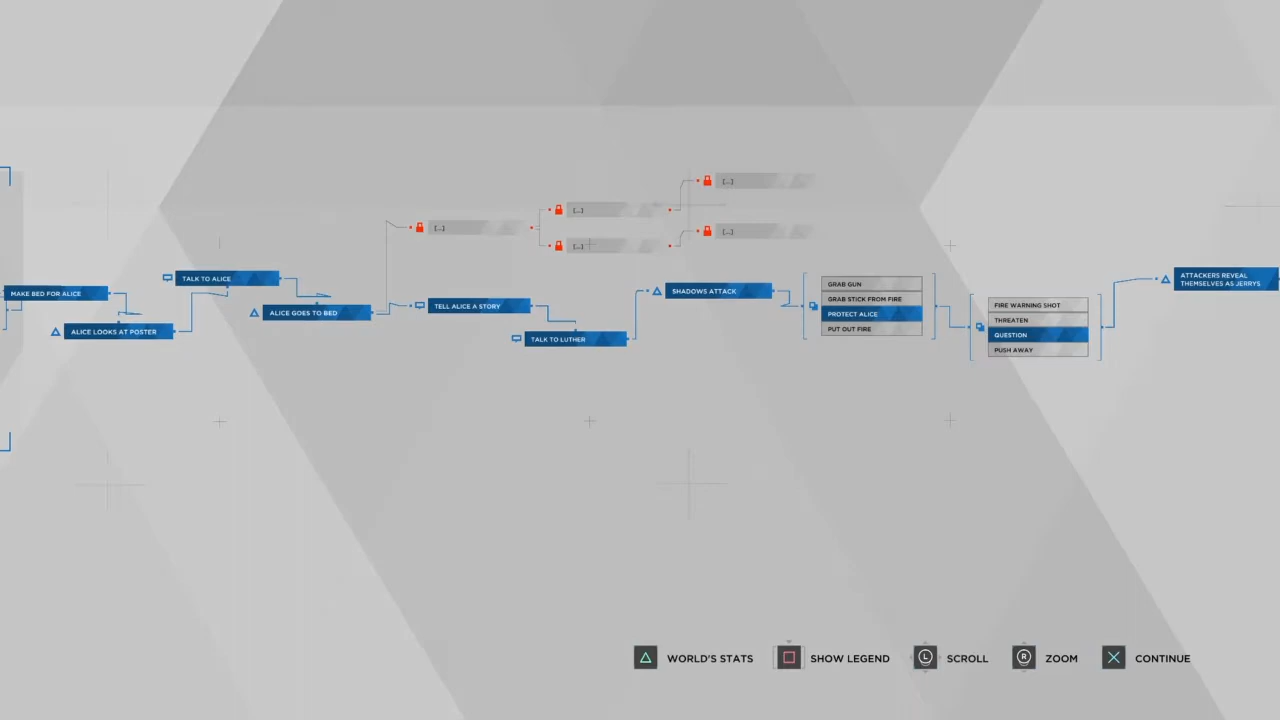 MAKE BED FOR ALICE
ALICE LOOKS AT POSTER
TALK TO ALICE
ALICE GOES TO BED
[...]
[...]
[...]
[...]
[...]
TELL ALICE A STORY
TALK TO LUTHER
SHADOWS ATTACK
GRAB GUN
GRAB STICK FROM FIRE
PROTECT ALICE
PUT OUT FIRE
FIRE WARNING SHOT
THREATEN
QUESTION
PUSH AWAY
ATTACKERS REVEAL
THEMSELVES AS JERRYS
WORLD'S STATS
SHOW LEGEND
L
SCROLL
R
ZOOM
CONTINUE